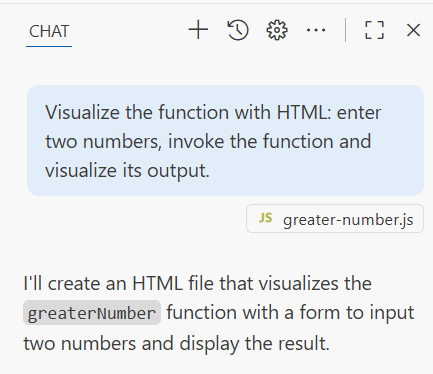 CHAT
Visualize the function with HTML: enter
two numbers, invoke the function and
visualize its output.
JS greater-number.js
I'll create an HTML file that visualizes the
greaterNumber function with a form to input
two numbers and display the result.